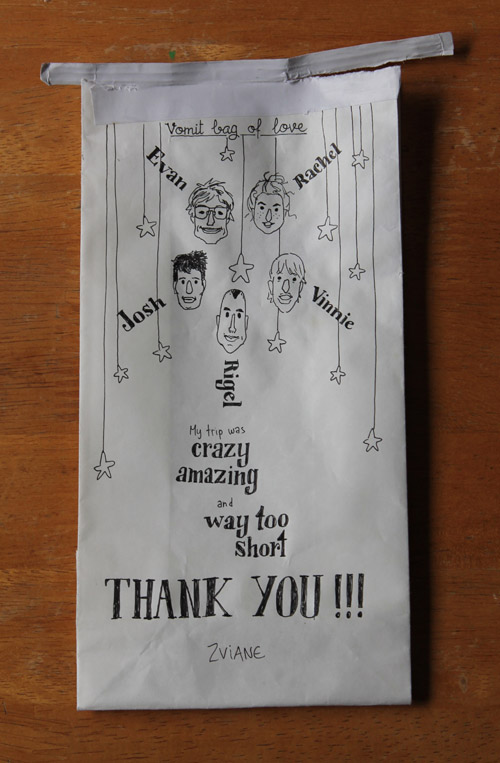 Vomit bag of love
Evan
Rachel
Josh
Vinnie
Rigel
My trip was
crazy
amazing
and
way too
short
THANK YOU!!!
ZVIANE